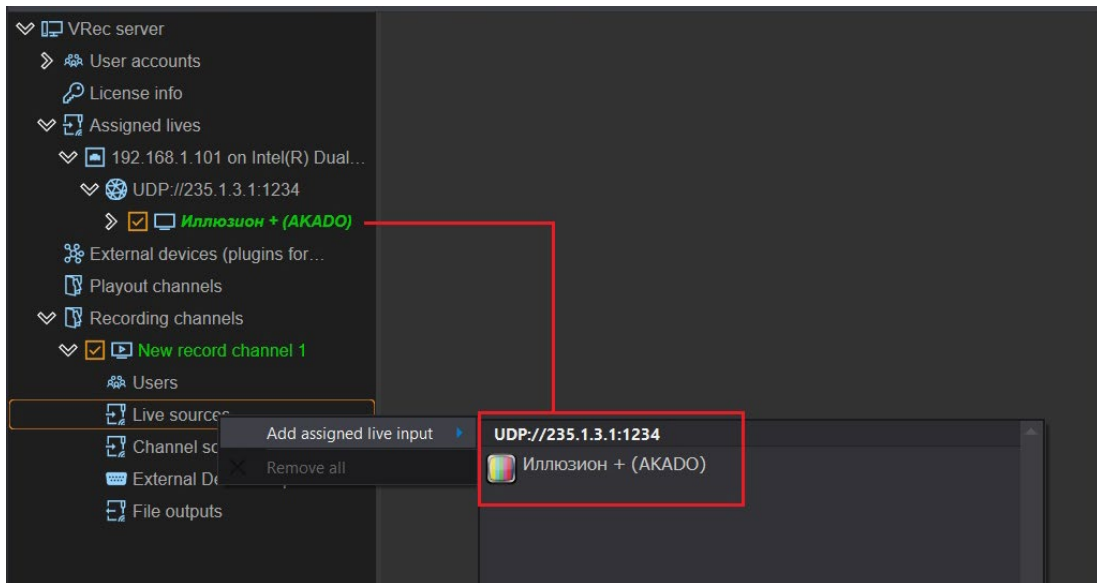 VRec server
User accounts
License info
Assigned lives
192.168.1.101 on Intel(R) Dual...
UDP://235.1.3.1:1234
Иллюзион + (AKADO)
External devices (plugins for...
Playout channels
Recording channels
New record channel 1
Users
Live sources
Add assigned live input
UDP://235.1.3.1:1234
Channel
Remove all
Иллюзион + (AKADO)
External
File outputs